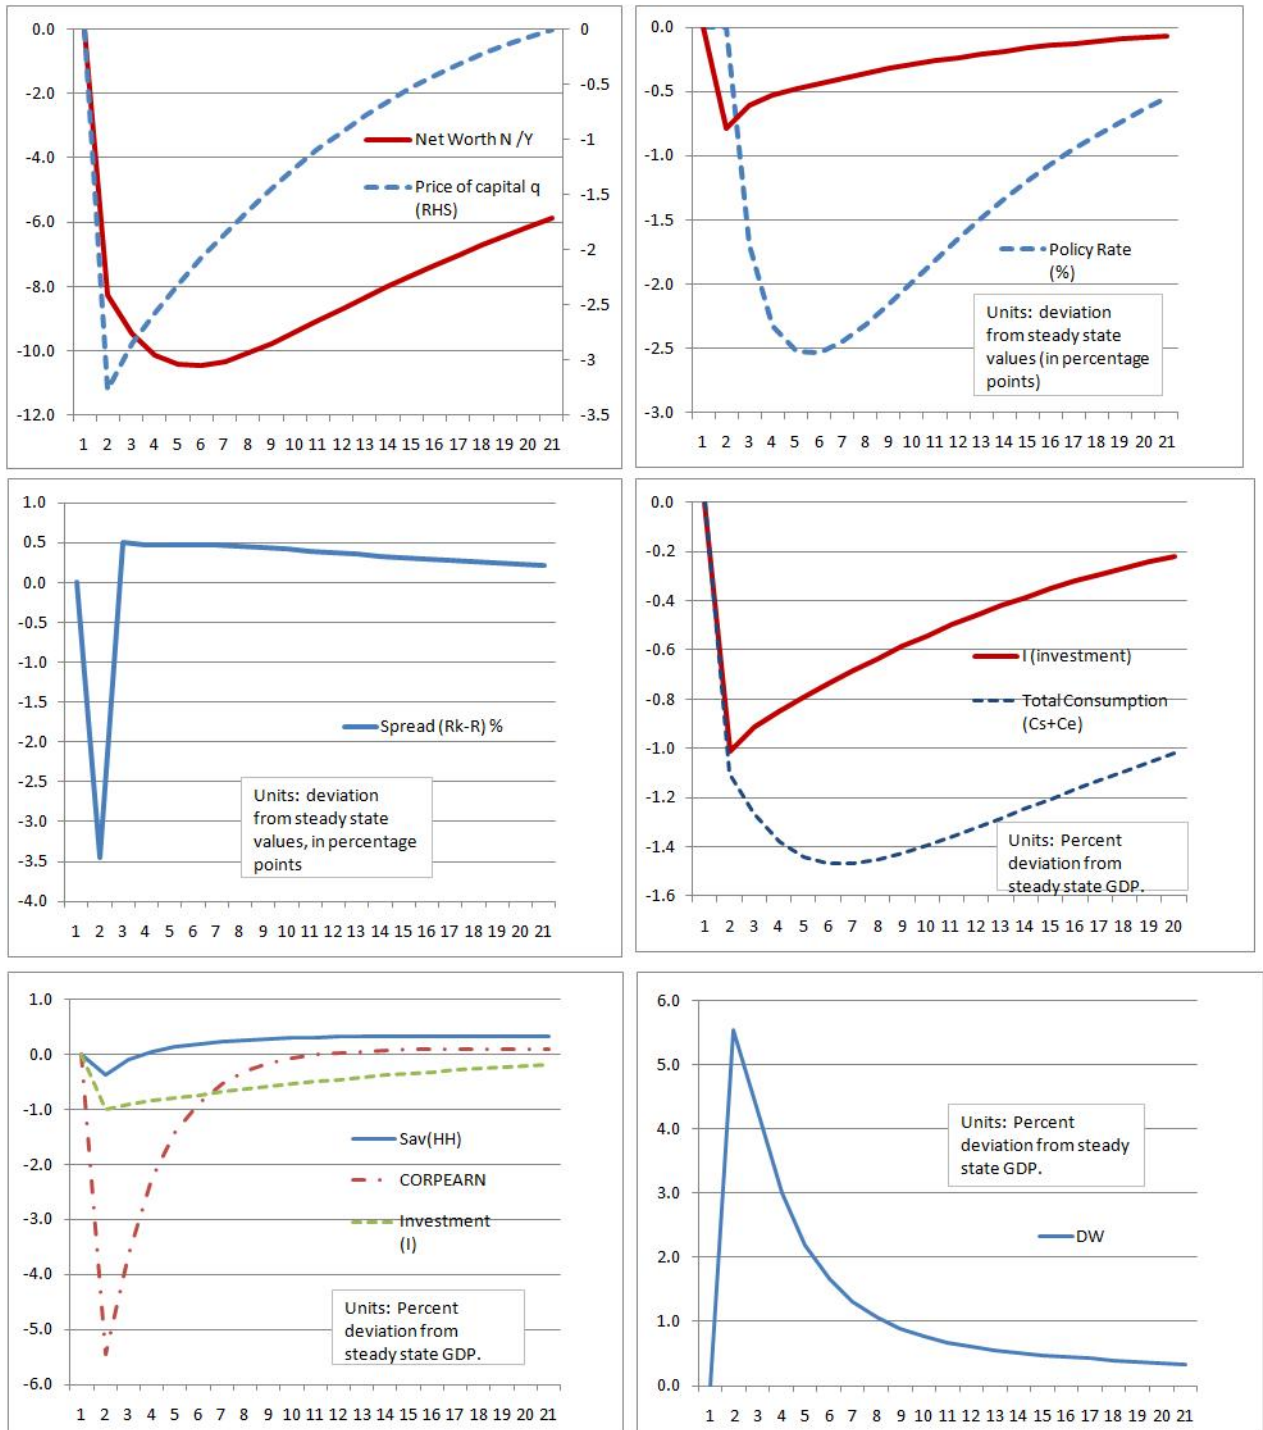 0.0
-2.0
-4.0
-6.0
-8.0
-10.0
-12.0
0
-0.5
-1
-1.5
-2
-2.5
-3
-3.5
Net Worth N /Y
Price of capital q
(RHS)
1 2 3 4 5 6 7 8 9 10 11 12 13 14 15 16 17 18 19 20 21
0.0
-0.5
-1.0
-1.5
-2.0
-2.5
-3.0
Policy Rate
(%)
Units: deviation
from steady state
values (in percentage
points)
1 2 3 4 5 6 7 8 9 10 11 12 13 14 15 16 17 18 19 20 21
1.0
0.5
0.0
-0.5
-1.0
-1.5
-2.0
-2.5
-3.0
-3.5
-4.0
Spread (Rk-R) %
Units: deviation
from steady state
values, in percentage
points
1 2 3 4 5 6 7 8 9 10 11 12 13 14 15 16 17 18 19 20 21
0.0
-0.2
-0.4
-0.6
-0.8
-1.0
-1.2
-1.4
-1.6
I (investment)
Total Consumption
(Cs+Ce)
Units: Percent
deviation from
steady state GDP.
1 2 3 4 5 6 7 8 9 10 11 12 13 14 15 16 17 18 19 20
1.0
0.0
-1.0
-2.0
-3.0
-4.0
-5.0
-6.0
Sav(HH)
CORPEARN
Investment
(I)
Units: Percent
deviation from
steady state GDP.
1 2 3 4 5 6 7 8 9 10 11 12 13 14 15 16 17 18 19 20 21
6.0
5.0
4.0
3.0
2.0
1.0
0.0
Units: Percent
deviation from steady
state GDP.
DW
1 2 3 4 5 6 7 8 9 10 11 12 13 14 15 16 17 18 19 20 21